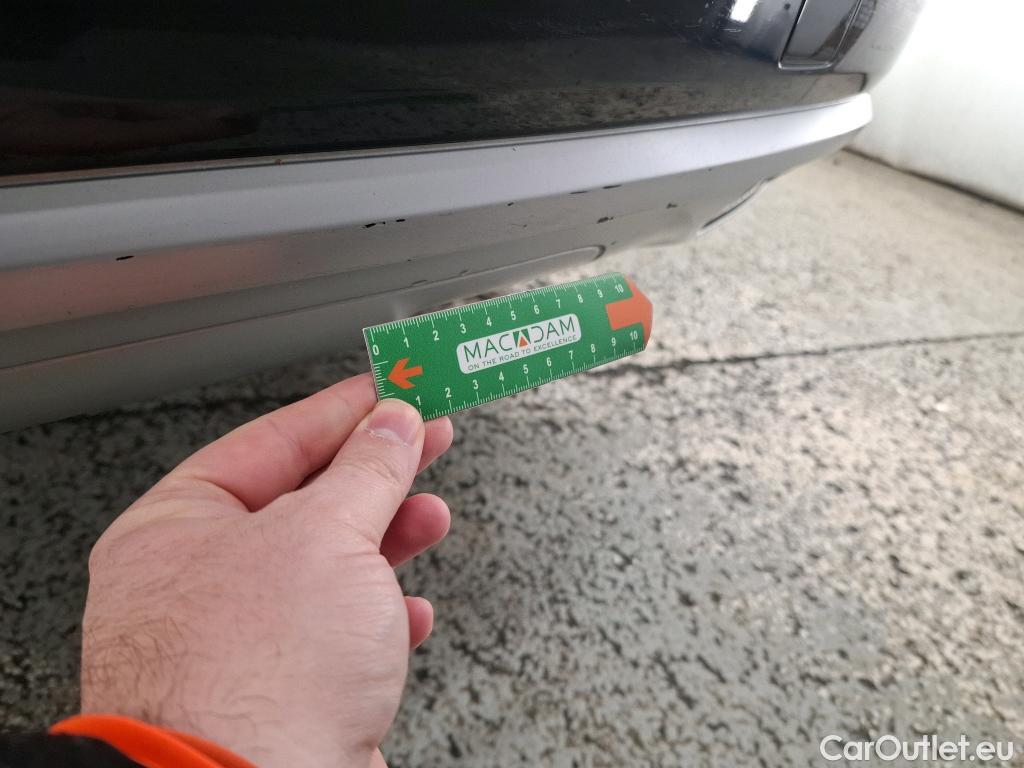 0 1 2 3 4 5 6 7 8 9 10
MACADAM
ON THE ROAD TO EXCELLENCE
1 2 3 4 5 6 7 8 9 10
CarOutlet.eu